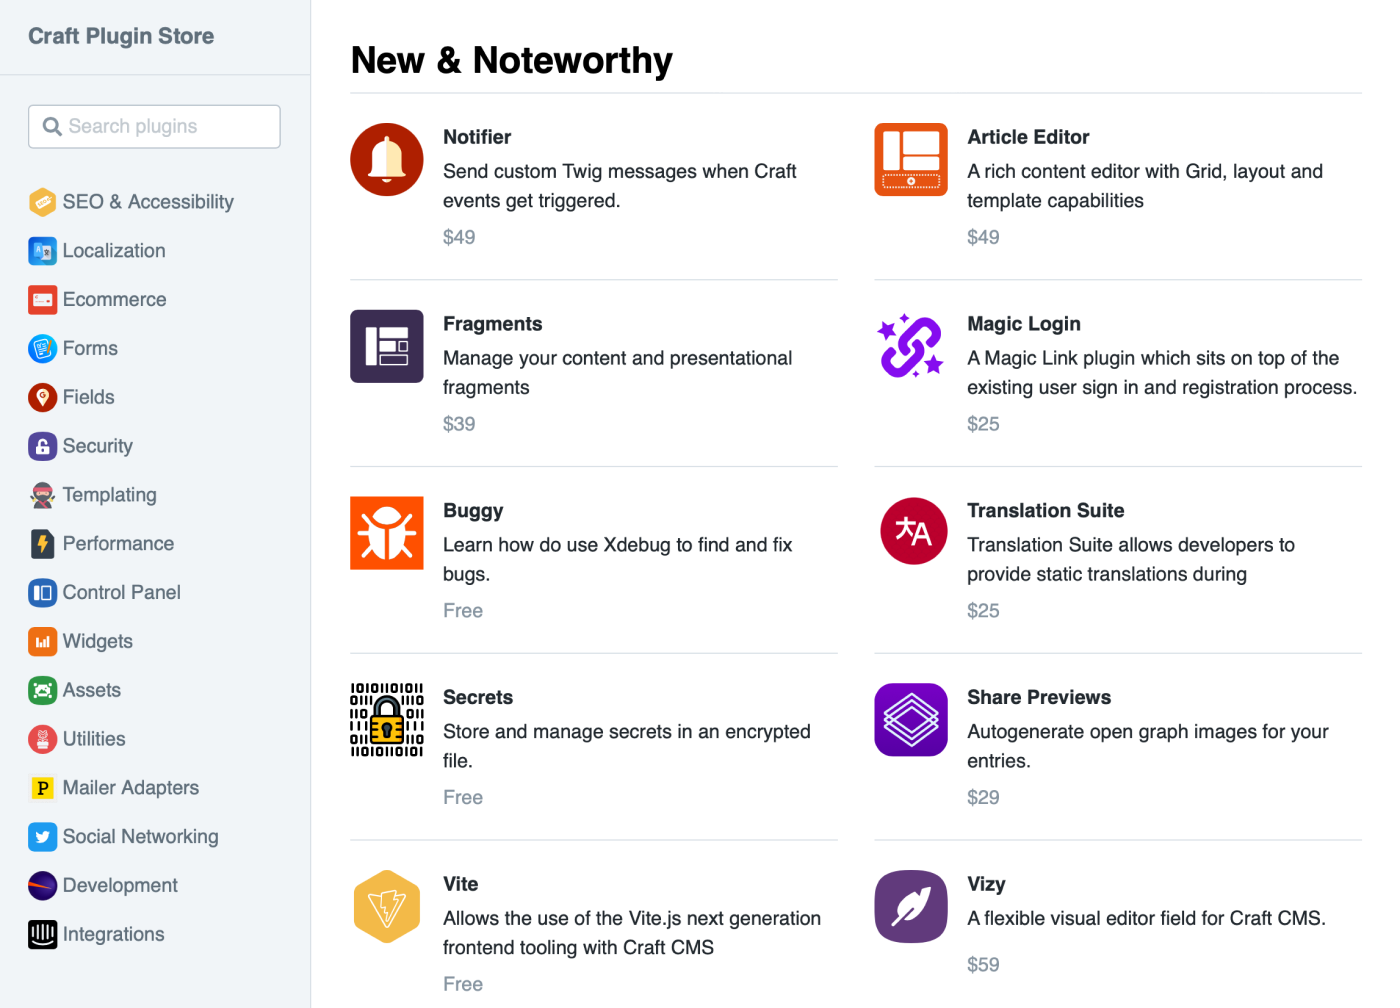 Craft Plugin Store
Search plugins
SEO & Accessibility
Localization
Ecommerce
Forms
Fields
Security
Templating
Performance
Control Panel
Widgets
Assets
Utilities
P
Mailer Adapters
Social Networking
Development
Integrations
New & Noteworthy
Notifier
Send custom Twig messages when Craft
events get triggered.
$49
Article Editor
A rich content editor with Grid, layout and
template capabilities
$49
Fragments
Manage your content and presentational
fragments
$39
Magic Login
A Magic Link plugin which sits on top of the
existing user sign in and registration process.
$25
Buggy
Learn how do use Xdebug to find and fix
bugs.
Free
Translation Suite
Translation Suite allows developers to
provide static translations during
$25
Secrets
Store and manage secrets in an encrypted
file.
Free
Share Previews
Autogenerate open graph images for your
entries.
$29
Vite
Allows the use of the Vite.js next generation
frontend tooling with Craft CMS
Free
Vizy
A flexible visual editor field for Craft CMS.
$59